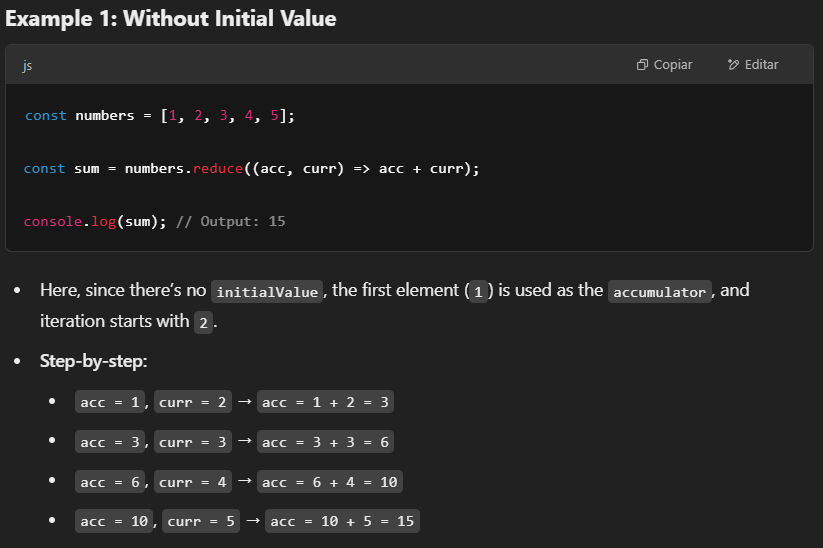 Example 1: Without Initial Value
js
Copiar
Editar
const numbers = [1, 2, 3, 4, 5];
const sum = numbers.reduce((acc, curr) => acc + curr);
console.log(sum); // Output: 15
• Here, since there's no initialValue, the first element (1) is used as the accumulator, and
iteration starts with 2.
• Step-by-step:
• acc = 1, curr = 2 → acc = 1 + 2 = 3
• acc = 3, curr = 3 → acc = 3 + 3 = 6
• acc = 6, curr = 4 → acc = 6 + 4 = 10
• acc = 10, curr = 5 → acc = 10 + 5 = 15